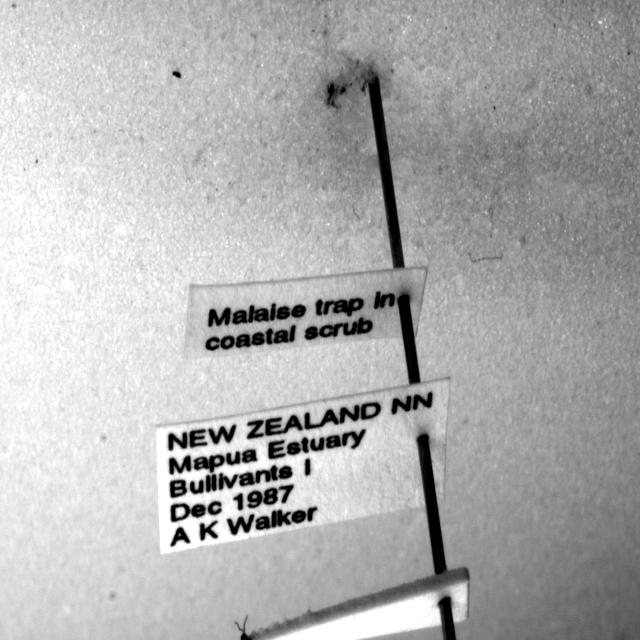 Malaise trap in
coastal scrub
NEW ZEALAND NN
Mapua Estuary
Bullivants I
Dec 1987
A K Walker